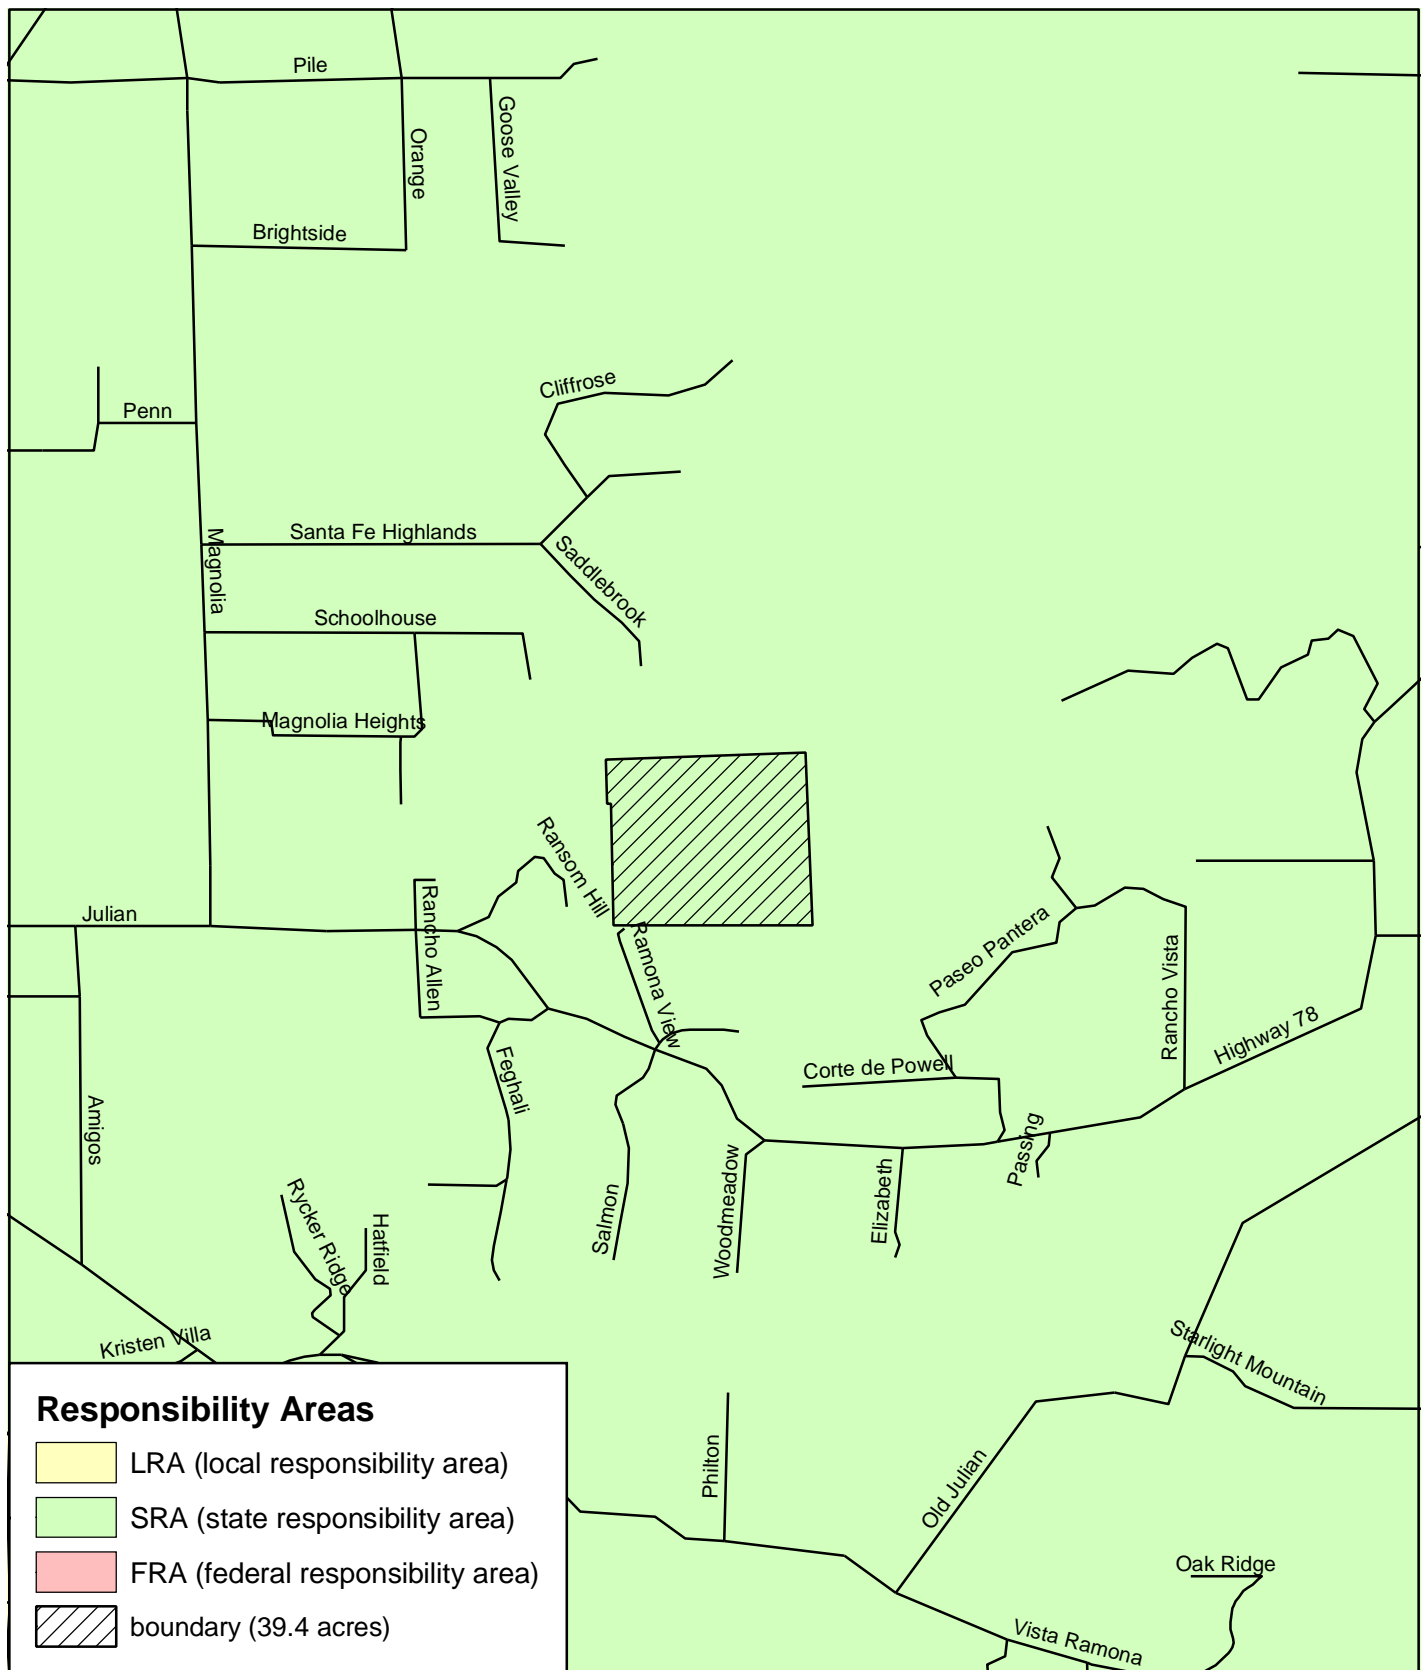 Pile
Goose Valley
Orange
Brightside
Cliffrose
Penn
Santa Fe Highlands
Magnolia
Saddlebrook
Schoolhouse
Magnolia Heights
Ransom Hill
Julian
Rancho Allen
Ramona View
Paseo Pantera
Rancho Vista
Highway 78
Corte de Powell
Feghali
Amigos
Passing
Salmon
Woodmeadow
Elizabeth
Rycker Ridge
Hatfield
Kristen Villa
Starlight Mountain
Philton
Old Julian
Oak Ridge
Vista Ramona
Responsibility Areas
LRA (local responsibility area)
SRA (state responsibility area)
FRA (federal responsibility area)
boundary (39.4 acres)